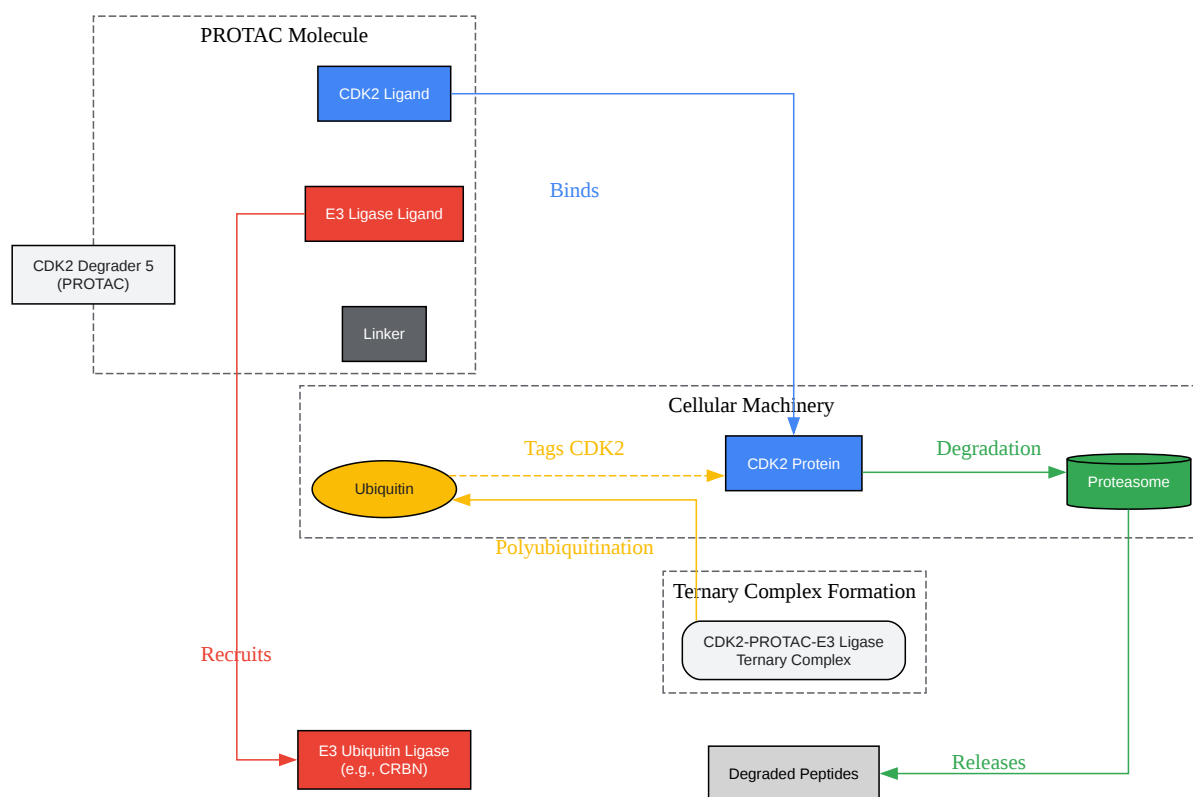 PROTAC Molecule
CDK2 Ligand
Binds
E3 Ligase Ligand
CDK2 Degrader 5
(PROTAC)
Linker
Cellular Machinery
Tags CDK2
CDK2 Protein
Degradation
Ubiquitin
Proteasome
Polyubiquitination
Ternary Complex Formation
CDK2-PROTAC-E3 Ligase
Ternary Complex
Recruits
E3 Ubiquitin Ligase
(e.g., CRBN)
Degraded Peptides
Releases